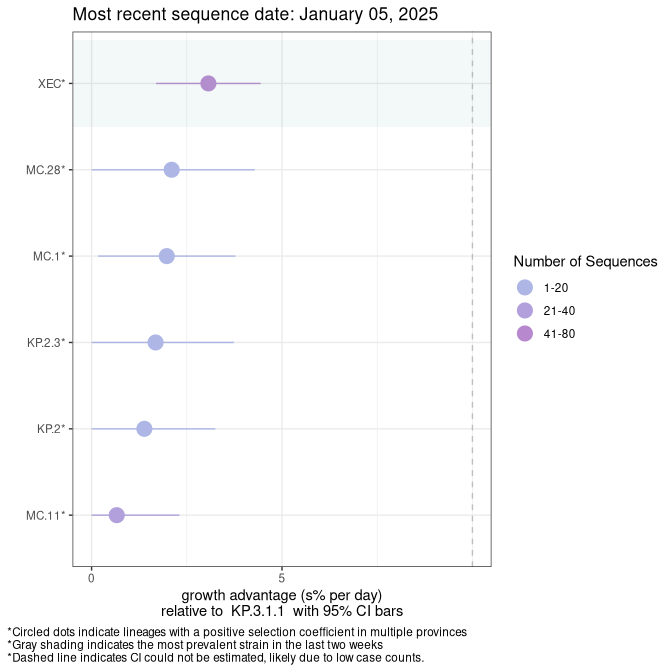 Most recent sequence date: January 05, 2025
XEC*
MC.28*
MC.1*
KP.2.3*
KP.2*
MC.11*
0 5
growth advantage (s% per day)
relative to KP.3.1.1 with 95% CI bars
Number of Sequences
1-20
21-40
41-80
*Circled dots indicate lineages with a positive selection coefficient in multiple provinces
*Gray shading indicates the most prevalent strain in the last two weeks
*Dashed line indicates CI could not be estimated, likely due to low case counts.